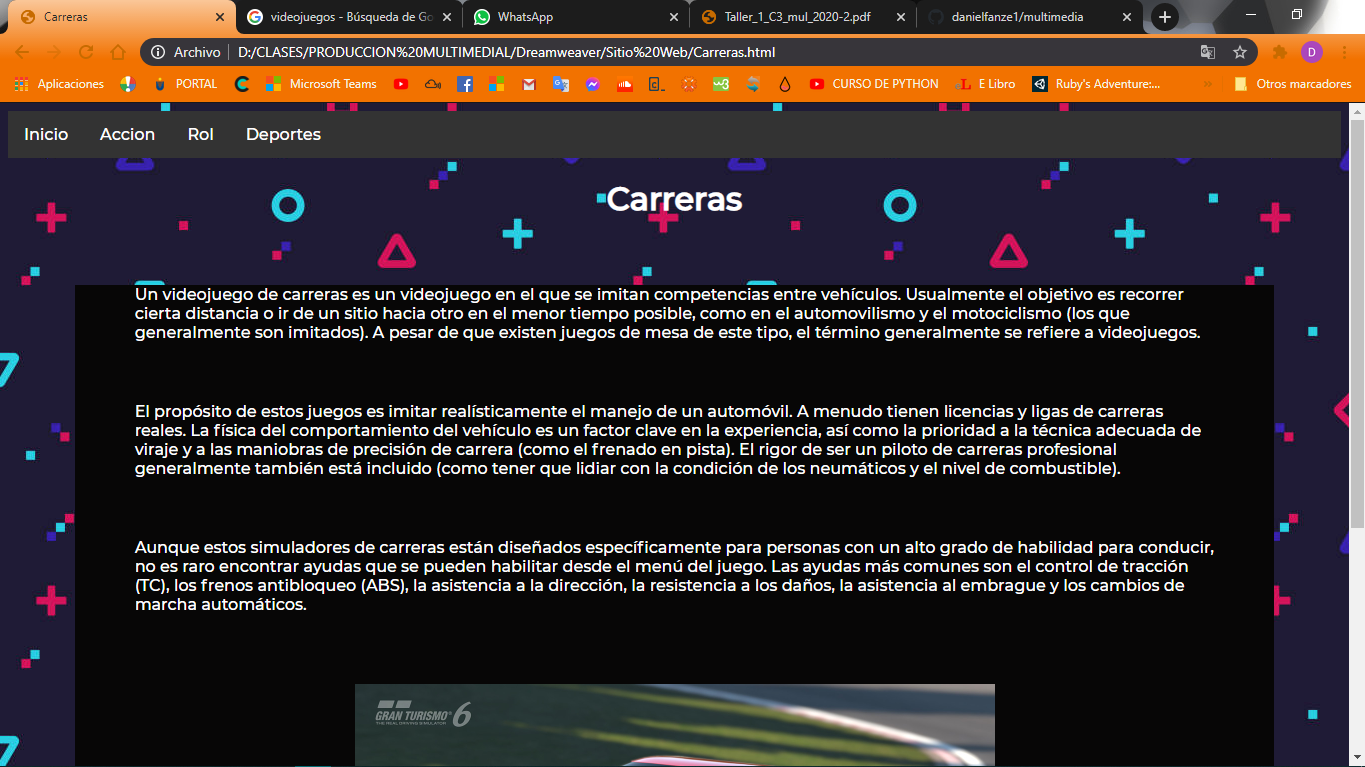 Carreras
videojuegos - Búsqueda de Go
WhatsApp
Taller_1_C3_mul_2020-2.pdf
danielfanze1/multimedia
Archivo
D:/CLASES/PRODUCCION%20MULTIMEDIAL/Dreamweaver/Sitio%20Web/Carreras.html
D
Aplicaciones
PORTAL
Microsoft Teams
CURSO DE PYTHON
E Libro
Ruby's Adventure:...
Otros marcadores
Inicio
Accion
Rol
Deportes
Carreras
Un videojuego de carreras es un videojuego en el que se imitan competencias entre vehículos. Usualmente el objetivo es recorrer
cierta distancia o ir de un sitio hacia otro en el menor tiempo posible, como en el automovilismo y el motociclismo (los que
generalmente son imitados). A pesar de que existen juegos de mesa de este tipo, el término generalmente se refiere a videojuegos.
El propósito de estos juegos es imitar realísticamente el manejo de un automóvil. A menudo tienen licencias y ligas de carreras
reales. La física del comportamiento del vehículo es un factor clave en la experiencia, así como la prioridad a la técnica adecuada de
viraje y a las maniobras de precisión de carrera (como el frenado en pista). El rigor de ser un piloto de carreras profesional
generalmente también está incluido (como tener que lidiar con la condición de los neumáticos y el nivel de combustible).
Aunque estos simuladores de carreras están diseñados específicamente para personas con un alto grado de habilidad para conducir,
no es raro encontrar ayudas que se pueden habilitar desde el menú del juego. Las ayudas más comunes son el control de tracción
(TC), los frenos antibloqueo (ABS), la asistencia a la dirección, la resistencia a los daños, la asistencia al embrague y los cambios de
marcha automáticos.
GRAN TURISMO 6
THE REAL DRIVING SIMULATOR